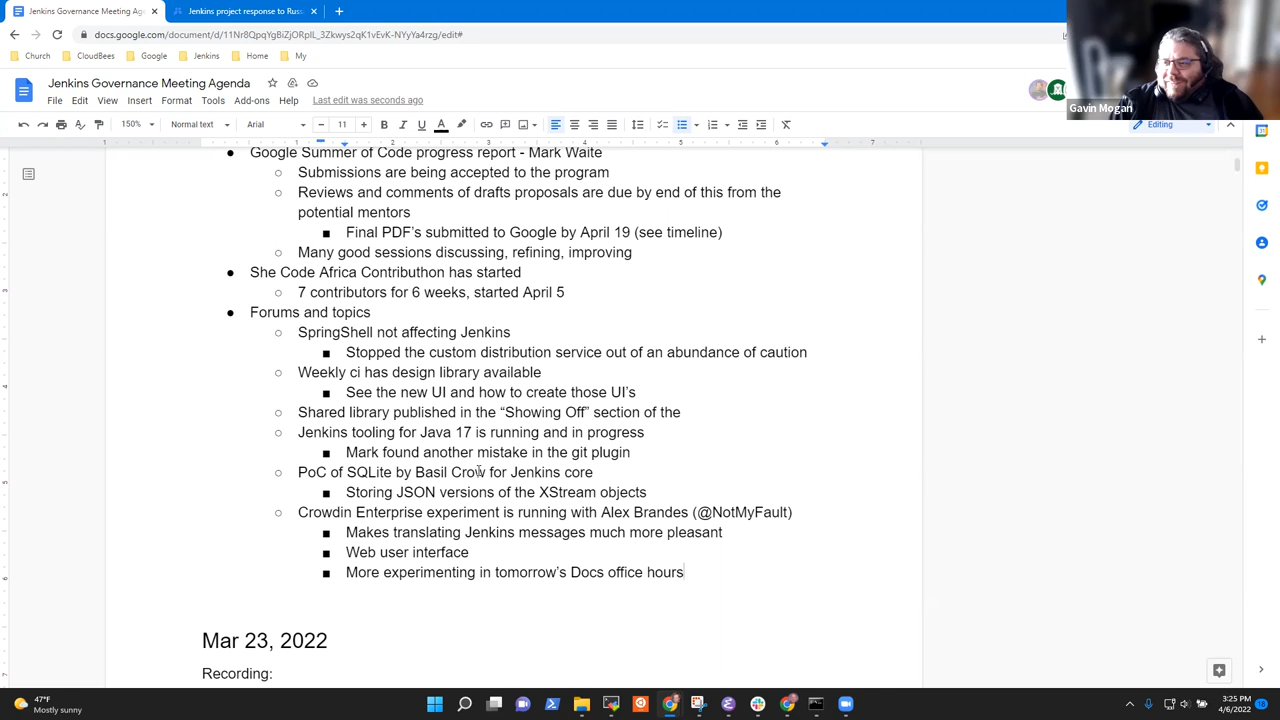 Jenkins Governance Meeting Ag
Jenkins project response to Russ
docs.google.com/document/d/11Nr8QpqYgBiZjORpIL_3Zkwys2qK1vEvK-NYyYa4rzg/edit#
Church
CloudBees
Google
Jenkins
Home
My
Jenkins Governance Meeting Agenda
File Edit View Insert Format Tools Add-ons Help Last edit was seconds ago
Gavin Mogan
150% Normal text Arial 11 Editing
Google Summer of Code progress report - Mark Waite
Submissions are being accepted to the program
Reviews and comments of drafts proposals are due by end of this from the
potential mentors
Final PDF's submitted to Google by April 19 (see timeline)
Many good sessions discussing, refining, improving
She Code Africa Contributhon has started
7 contributors for 6 weeks, started April 5
Forums and topics
SpringShell not affecting Jenkins
Stopped the custom distribution service out of an abundance of caution
Weekly ci has design library available
See the new UI and how to create those UI's
Shared library published in the “Showing Off” section of the
Jenkins tooling for Java 17 is running and in progress
Mark found another mistake in the git plugin
PoC of SQLite by Basil Crow for Jenkins core
Storing JSON versions of the XStream objects
Crowdin Enterprise experiment is running with Alex Brandes (@NotMyFault)
Makes translating Jenkins messages much more pleasant
Web user interface
More experimenting in tomorrow's Docs office hours
Mar 23, 2022
Recording:
47°F
Mostly sunny
3:25 PM
4/6/2022